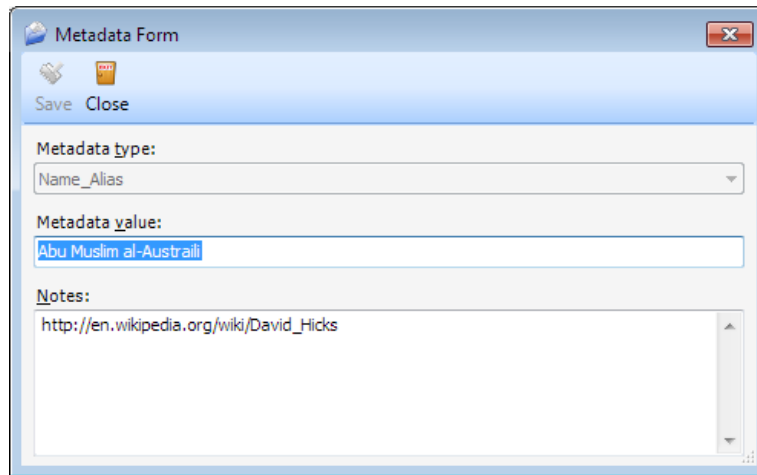 Metadata Form
Save Close
Metadata type:
Name_Alias
Metadata value:
Abu Muslim al-Austraili
Notes:
http://en.wikipedia.org/wiki/David_Hicks